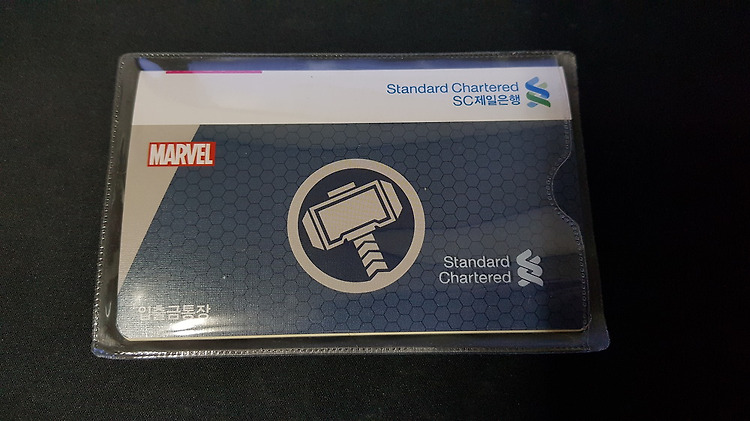 Standard Chartered
SC제일은행
MARVEL
Standard
Chartered
입출금통장